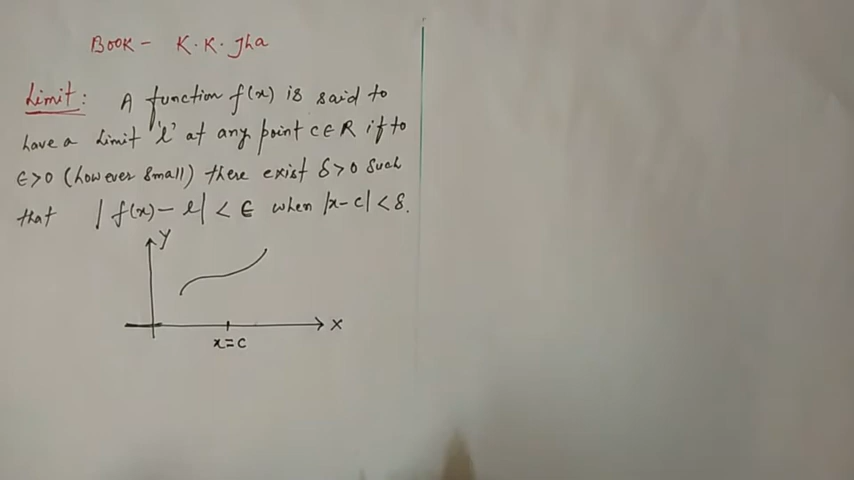 Book - K.K. Jha
Limit: A function f(x) is said to
have a Limit 'l' at any point c∈R if to
∈>0 (however small) there exist δ>0 such
that |f(x)-l| < ∈ when |x-c| < δ.
Y
X
x=c